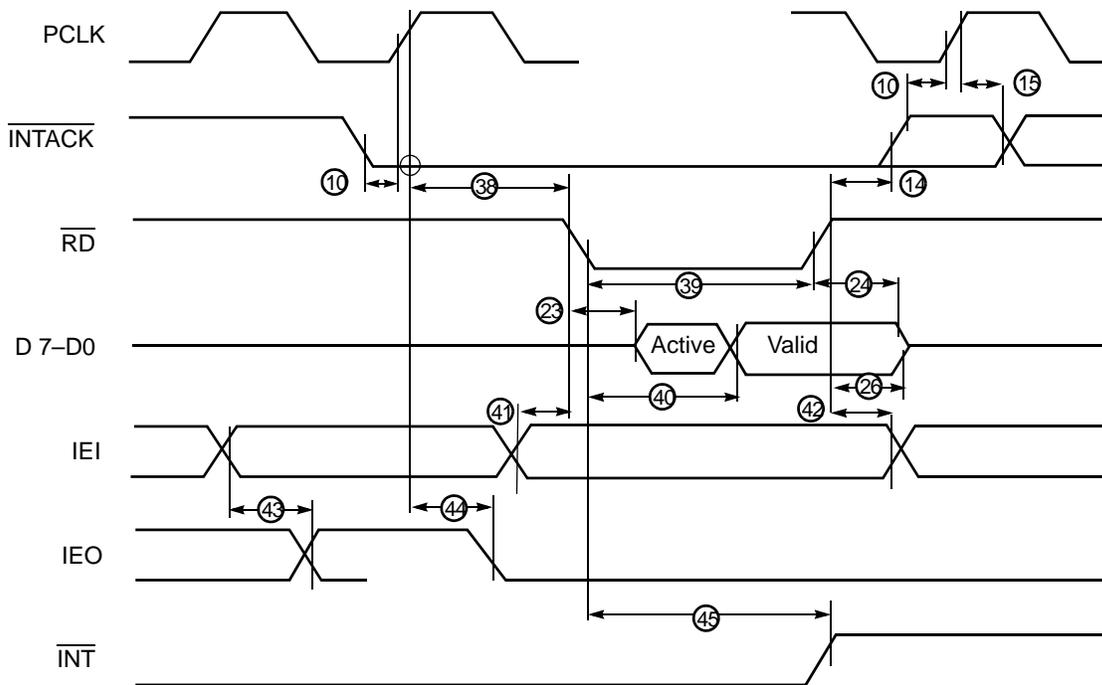 PCLK
10
15
INTACK
10
38
14
RD
39
24
23
D 7–D0
Active
Valid
26
40
41
42
IEI
43
44
IEO
45
INT